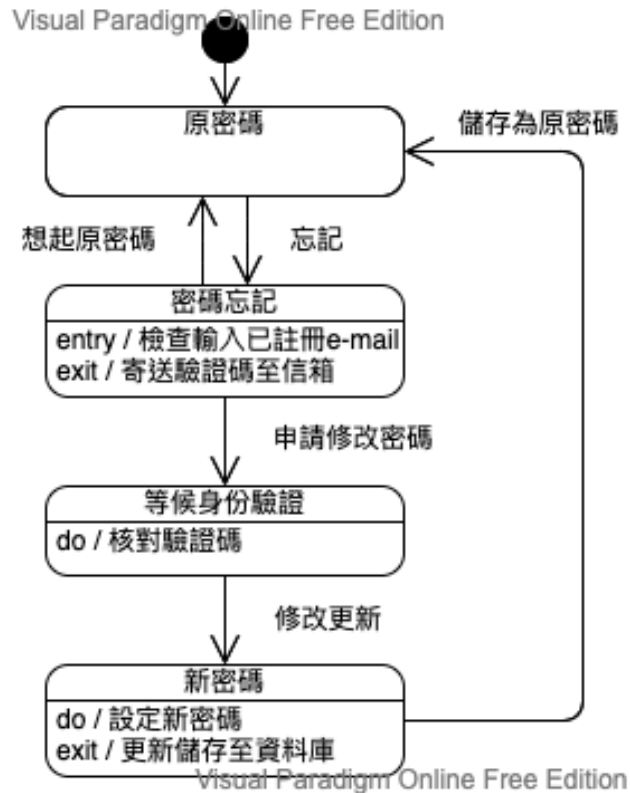 Visual Paradigm Online Free Edition
原密碼
儲存為原密碼
想起原密碼
忘記
密碼忘記
entry / 檢查輸入已註冊e-mail
exit / 寄送驗證碼至信箱
申請修改密碼
等候身份驗證
do / 核對驗證碼
修改更新
新密碼
do / 設定新密碼
exit / 更新儲存至資料庫
Visual Paradigm Online Free Edition